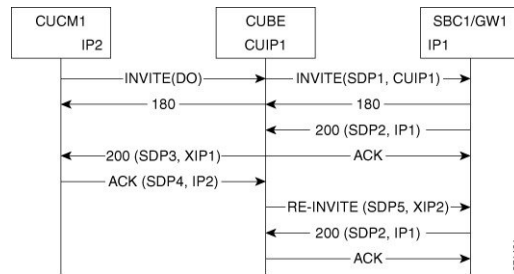 CUCM1
IP2
CUBE
CUIP1
SBC1/GW1
IP1
INVITE(DO)
INVITE(SDP1, CUIP1)
180
180
200 (SDP2, IP1)
200 (SDP3, XIP1)
ACK
ACK (SDP4, IP2)
RE-INVITE (SDP5, XIP2)
200 (SDP2, IP1)
ACK